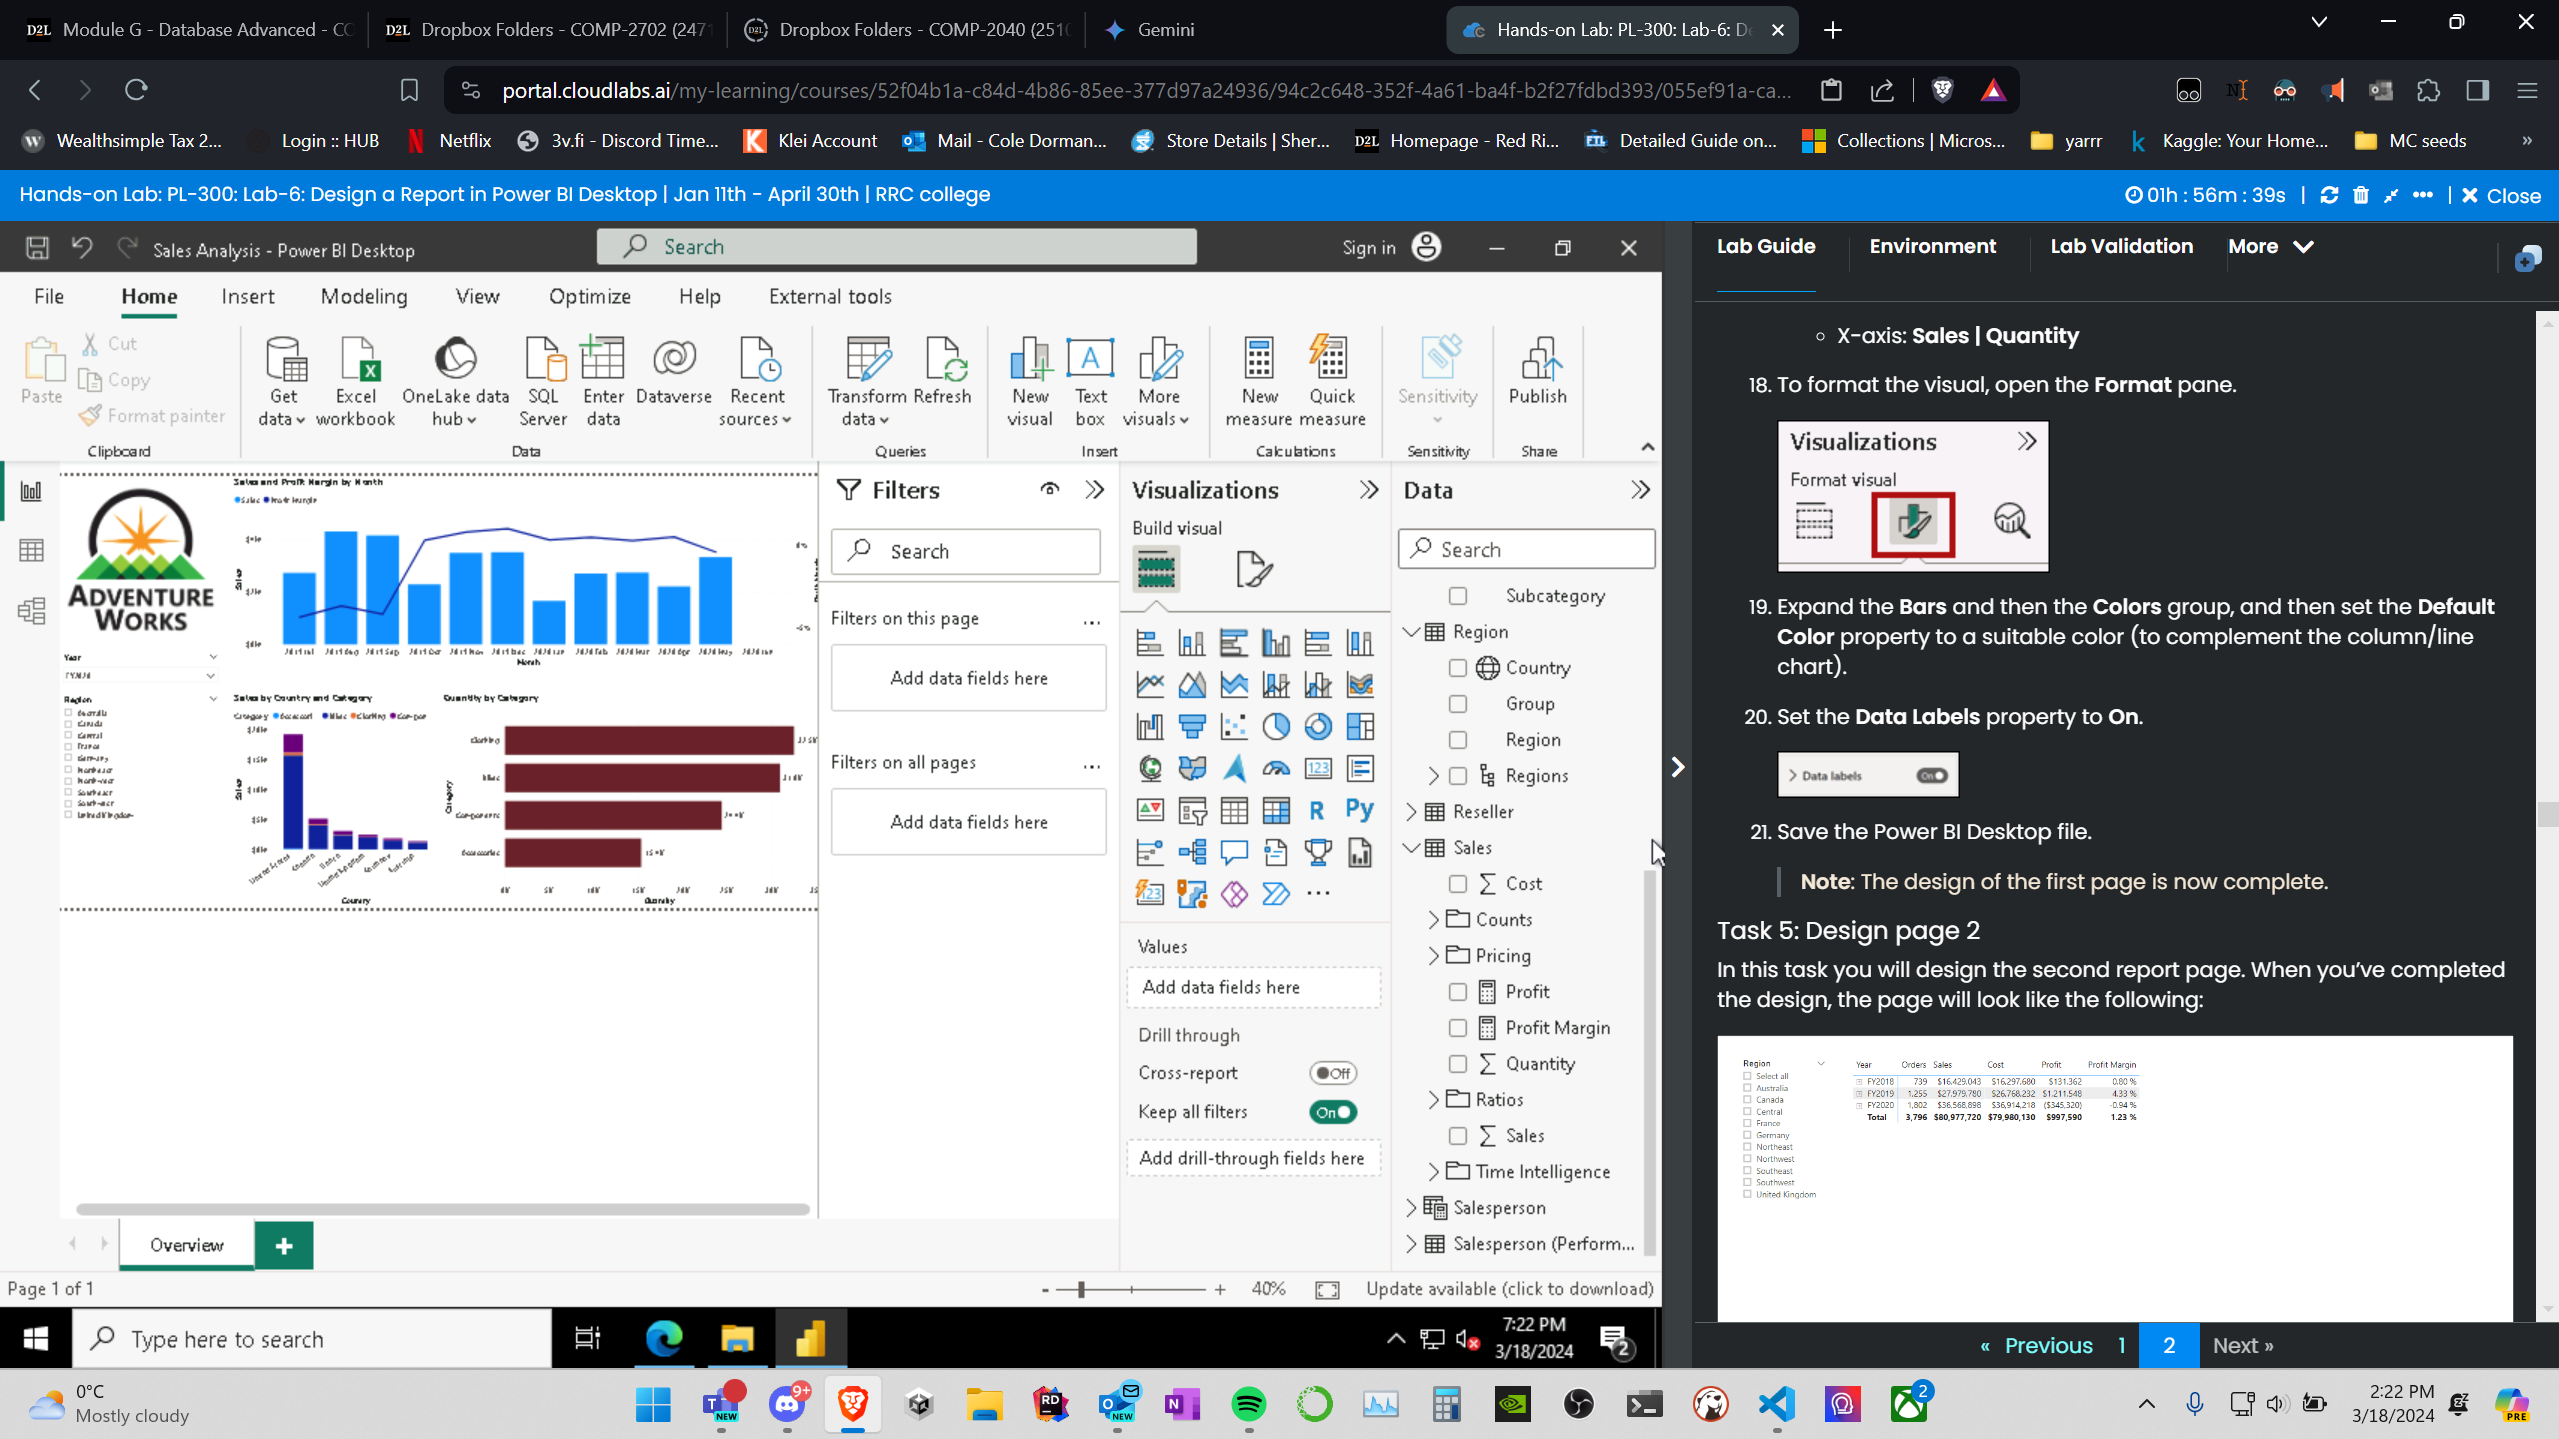 Module G - Database Advanced - CO
Dropbox Folders - COMP-2702 (2471
Dropbox Folders - COMP-2040 (2510
Gemini
Hands-on Lab: PL-300: Lab-6: De
portal.cloudlabs.ai/my-learning/courses/52f04b1a-c84d-4b86-85ee-377d97a24936/94c2c648-352f-4a61-ba4f-b2f27fdbd393/055ef91a-ca...
Wealthsimple Tax 2...
Login :: HUB
Netflix
3v.fi - Discord Time...
Klei Account
Mail - Cole Dorman...
Store Details | Sher...
Homepage - Red Ri...
Detailed Guide on...
Collections | Micros...
yarrr
Kaggle: Your Home...
MC seeds
Hands-on Lab: PL-300: Lab-6: Design a Report in Power BI Desktop | Jan 11th - April 30th | RRC college
01h : 56m : 39s
Close
Sales Analysis - Power BI Desktop
Search
Sign in
File
Home
Insert
Modeling
View
Optimize
Help
External tools
Paste
Cut
Copy
Format painter
Clipboard
Get data
Excel workbook
OneLake data hub
SQL Server
Enter data
Dataverse
Recent sources
Data
Transform data
Refresh
Queries
New visual
Text box
More visuals
Insert
New measure
Quick measure
Calculations
Sensitivity
Sensitivity
Publish
Share
ADVENTURE
WORKS
Sales and Profit Margin by Month
Month
Year
Region
Sales by Country and Category
Country
Quantity by Category
Category
Quantity
Filters
Search
Filters on this page
...
Add data fields here
Filters on all pages
...
Add data fields here
Visualizations
Build visual
123
R
Py
123
...
Values
Add data fields here
Drill through
Cross-report
Off
Keep all filters
On
Add drill-through fields here
Data
Search
Subcategory
Region
Country
Group
Region
Regions
Reseller
Sales
Cost
Counts
Pricing
Profit
Profit Margin
Quantity
Ratios
Sales
Time Intelligence
Salesperson
Salesperson (Perform...
Overview
Page 1 of 1
- + 40%
Update available (click to download)
Type here to search
7:22 PM
3/18/2024
2
Lab Guide
Environment
Lab Validation
More
X-axis: Sales | Quantity
18. To format the visual, open the Format pane.
Visualizations
Format visual
19. Expand the Bars and then the Colors group, and then set the Default
Color property to a suitable color (to complement the column/line
chart).
20. Set the Data Labels property to On.
Data labels
On
21. Save the Power BI Desktop file.
Note: The design of the first page is now complete.
Task 5: Design page 2
In this task you will design the second report page. When you've completed
the design, the page will look like the following:
Region
Select all
Australia
Canada
Central
France
Germany
Northeast
Northwest
Southeast
Southwest
United Kingdom
Year Orders Sales Cost Profit Profit Margin
FY2018 739 $16,429,043 $16,297,680 $131,362 0.80 %
FY2019 1,255 $27,979,780 $26,768,232 $1,211,548 4.33 %
FY2020 1,802 $36,568,898 $36,914,218 ($345,320) -0.94 %
Total 3,796 $80,977,720 $79,980,130 $997,590 1.23 %
« Previous 1 2 Next »
0°C
Mostly cloudy
NEW
9+
RD
NEW
N
2
2:22 PM
3/18/2024
PRE